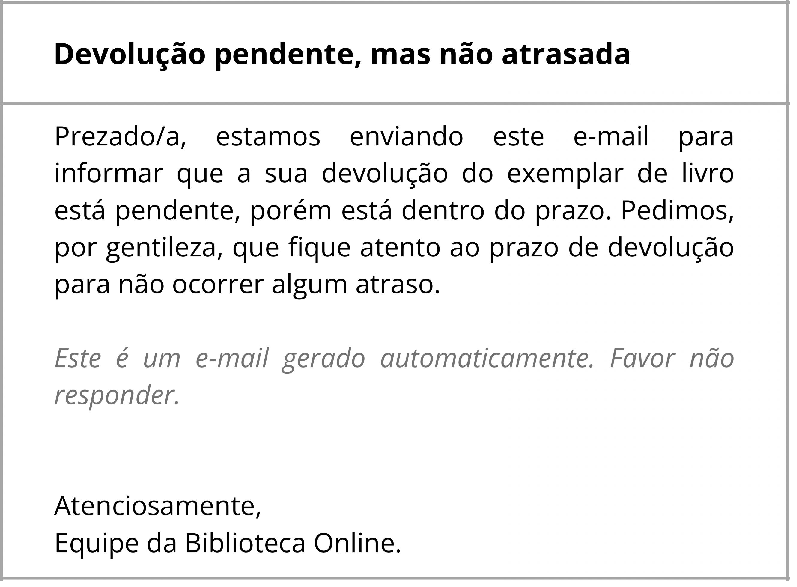 Devolução pendente, mas não atrasada
Prezado/a, estamos enviando este e-mail para
informar que a sua devolução do exemplar de livro
está pendente, porém está dentro do prazo. Pedimos,
por gentileza, que fique atento ao prazo de devolução
para não ocorrer algum atraso.
Este é um e-mail gerado automaticamente. Favor não
responder.
Atenciosamente,
Equipe da Biblioteca Online.